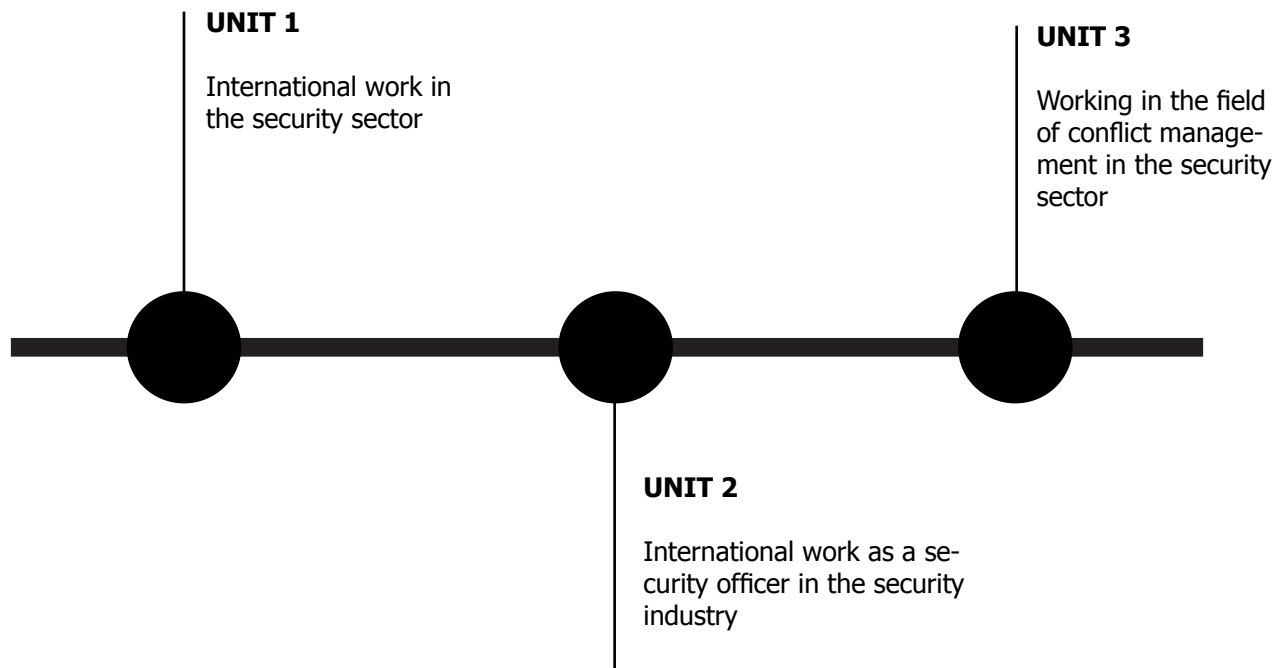 UNIT 1
International work in
the security sector
UNIT 3
Working in the field
of conflict manage-
ment in the security
sector
UNIT 2
International work as a se-
curity officer in the security
industry